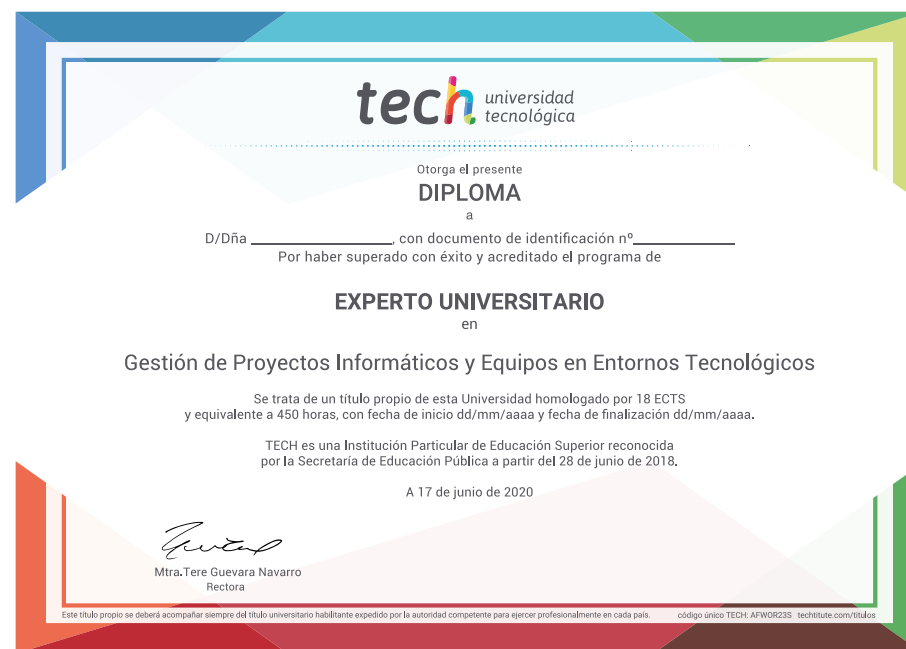 tech universidad
tecnológica
Otorga el presente
DIPLOMA
a
D/Dña ________________, con documento de identificación nº____________
Por haber superado con éxito y acreditado el programa de
EXPERTO UNIVERSITARIO
en
Gestión de Proyectos Informáticos y Equipos en Entornos Tecnológicos
Se trata de un título propio de esta Universidad homologado por 18 ECTS
y equivalente a 450 horas, con fecha de inicio dd/mm/aaaa y fecha de finalización dd/mm/aaaa.
TECH es una Institución Particular de Educación Superior reconocida
por la Secretaría de Educación Pública a partir del 28 de junio de 2018.
A 17 de junio de 2020
Mtra.Tere Guevara Navarro
Rectora
Este título propio se deberá acompañar siempre del título universitario habilitante expedido por la autoridad competente para ejercer profesionalmente en cada país. código único TECH: AFWOR23S techtitute.com/titulos